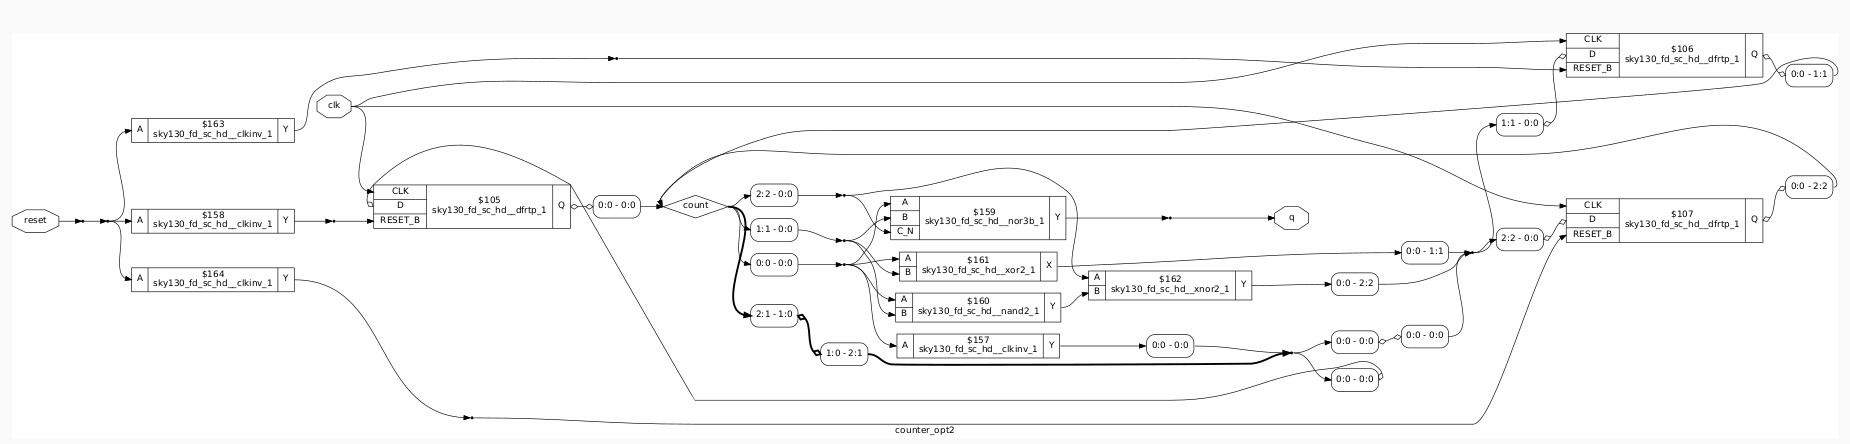 CLK
D
RESET_B
$106
sky130_fd_sc_hd__dfrtp_1
Q
0:0 - 1:1
clk
A
$163
sky130_fd_sc_hd__clkinv_1
Y
1:1 - 0:0
reset
A
$158
sky130_fd_sc_hd__clkinv_1
Y
CLK
D
RESET_B
$105
sky130_fd_sc_hd__dfrtp_1
Q
0:0 - 0:0
count
2:2 - 0:0
1:1 - 0:0
0:0 - 0:0
2:1 - 1:0
1:0 - 2:1
A
B
C_N
$159
sky130_fd_sc_hd__nor3b_1
Y
q
A
B
$161
sky130_fd_sc_hd__xor2_1
X
A
B
$160
sky130_fd_sc_hd__nand2_1
Y
A
$157
sky130_fd_sc_hd__clkinv_1
Y
A
B
$162
sky130_fd_sc_hd__xnor2_1
Y
0:0 - 0:0
0:0 - 1:1
0:0 - 2:2
0:0 - 0:0
0:0 - 0:0
0:0 - 0:0
2:2 - 0:0
CLK
D
RESET_B
$107
sky130_fd_sc_hd__dfrtp_1
Q
0:0 - 2:2
A
$164
sky130_fd_sc_hd__clkinv_1
Y
counter_opt2